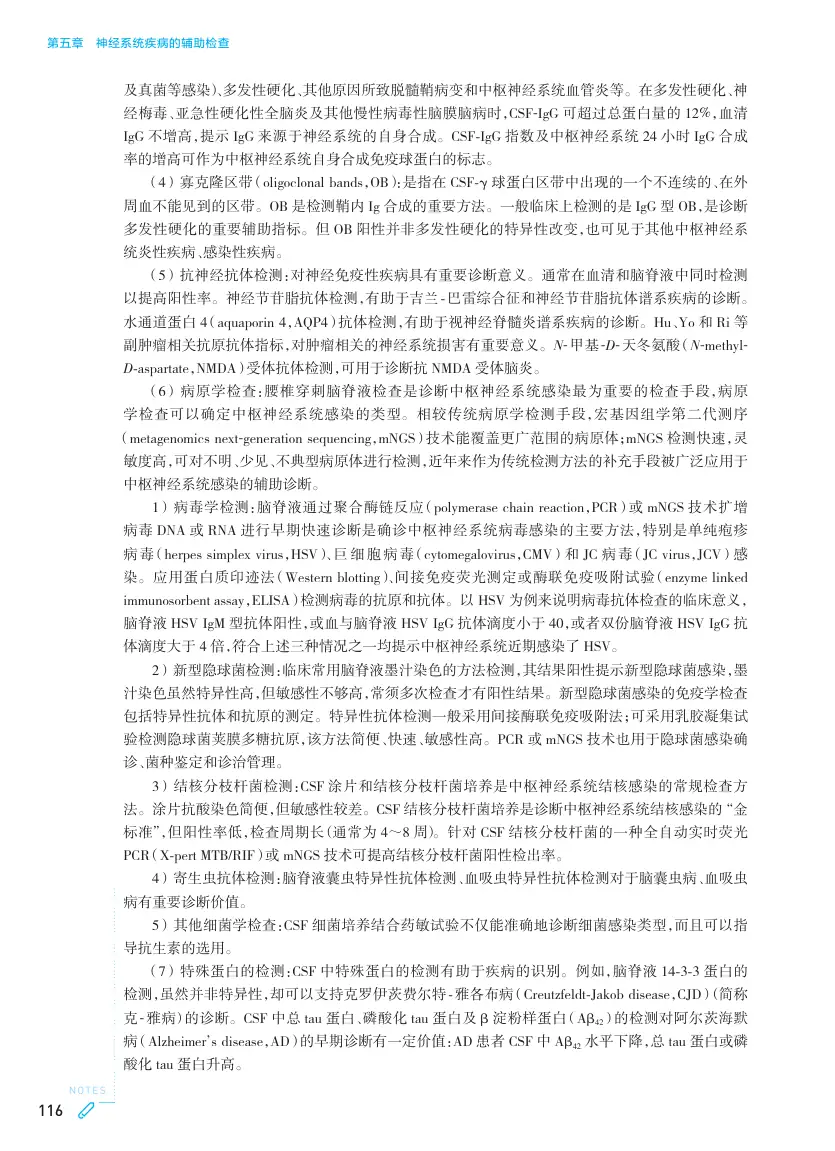 第五章　神经系统疾病的辅助检查
及真菌等感染)、多发性硬化、其他原因所致脱髓鞘病变和中枢神经系统血管炎等。在多发性硬化、神
经梅毒、亚急性硬化性全脑炎及其他慢性病毒性脑膜脑病时,CSF-IgG 可超过总蛋白量的 12%,血清
IgG 不增高,提示 IgG 来源于神经系统的自身合成。CSF-IgG 指数及中枢神经系统 24 小时 IgG 合成
率的增高可作为中枢神经系统自身合成免疫球蛋白的标志。
（4）寡克隆区带(oligoclonal bands,OB):是指在 CSF-γ 球蛋白区带中出现的一个不连续的、在外
周血不能见到的区带。OB 是检测鞘内 Ig 合成的重要方法。一般临床上检测的是 IgG 型 OB,是诊断
多发性硬化的重要辅助指标。但 OB 阳性并非多发性硬化的特异性改变,也可见于其他中枢神经系
统炎性疾病、感染性疾病。
（5）抗神经抗体检测:对神经免疫性疾病具有重要诊断意义。通常在血清和脑脊液中同时检测
以提高阳性率。神经节苷脂抗体检测,有助于吉兰-巴雷综合征和神经节苷脂抗体谱系疾病的诊断。
水通道蛋白 4(aquaporin 4,AQP4)抗体检测,有助于视神经脊髓炎谱系疾病的诊断。Hu、Yo 和 Ri 等
副肿瘤相关抗原抗体指标,对肿瘤相关的神经系统损害有重要意义。N-甲基-D-天冬氨酸(N-methyl-
D-aspartate,NMDA)受体抗体检测,可用于诊断抗 NMDA 受体脑炎。
（6）病原学检查:腰椎穿刺脑脊液检查是诊断中枢神经系统感染最为重要的检查手段,病原
学检查可以确定中枢神经系统感染的类型。相较传统病原学检测手段,宏基因组学第二代测序
(metagenomics next-generation sequencing,mNGS)技术能覆盖更广范围的病原体;mNGS 检测快速,灵
敏度高,可对不明、少见、不典型病原体进行检测,近年来作为传统检测方法的补充手段被广泛应用于
中枢神经系统感染的辅助诊断。
1）病毒学检测:脑脊液通过聚合酶链反应(polymerase chain reaction,PCR)或 mNGS 技术扩增
病毒 DNA 或 RNA 进行早期快速诊断是确诊中枢神经系统病毒感染的主要方法,特别是单纯疱疹
病毒(herpes simplex virus,HSV)、巨细胞病毒(cytomegalovirus,CMV)和 JC 病毒(JC virus,JCV)感
染。应用蛋白质印迹法(Western blotting)、间接免疫荧光测定或酶联免疫吸附试验(enzyme linked
immunosorbent assay,ELISA)检测病毒的抗原和抗体。以 HSV 为例来说明病毒抗体检查的临床意义,
脑脊液 HSV IgM 型抗体阳性,或血与脑脊液 HSV IgG 抗体滴度小于 40,或者双份脑脊液 HSV IgG 抗
体滴度大于 4 倍,符合上述三种情况之一均提示中枢神经系统近期感染了 HSV。
2）新型隐球菌检测:临床常用脑脊液墨汁染色的方法检测,其结果阳性提示新型隐球菌感染,墨
汁染色虽然特异性高,但敏感性不够高,常须多次检查才有阳性结果。新型隐球菌感染的免疫学检查
包括特异性抗体和抗原的测定。特异性抗体检测一般采用间接酶联免疫吸附法;可采用乳胶凝集试
验检测隐球菌荚膜多糖抗原,该方法简便、快速、敏感性高。PCR 或 mNGS 技术也用于隐球菌感染确
诊、菌种鉴定和诊治管理。
3）结核分枝杆菌检测:CSF 涂片和结核分枝杆菌培养是中枢神经系统结核感染的常规检查方
法。涂片抗酸染色简便,但敏感性较差。CSF 结核分枝杆菌培养是诊断中枢神经系统结核感染的“金
标准”,但阳性率低,检查周期长(通常为 4～8 周)。针对 CSF 结核分枝杆菌的一种全自动实时荧光
PCR(X-pert MTB/RIF)或 mNGS 技术可提高结核分枝杆菌阳性检出率。
4）寄生虫抗体检测:脑脊液囊虫特异性抗体检测、血吸虫特异性抗体检测对于脑囊虫病、血吸虫
病有重要诊断价值。
5）其他细菌学检查:CSF 细菌培养结合药敏试验不仅能准确地诊断细菌感染类型,而且可以指
导抗生素的选用。
（7）特殊蛋白的检测:CSF 中特殊蛋白的检测有助于疾病的识别。例如,脑脊液 14-3-3 蛋白的
检测,虽然并非特异性,却可以支持克罗伊茨费尔特-雅各布病(Creutzfeldt-Jakob disease,CJD)(简称
克-雅病)的诊断。CSF 中总 tau 蛋白、磷酸化 tau 蛋白及 β 淀粉样蛋白(Aβ42)的检测对阿尔茨海默
病(Alzheimer's disease,AD)的早期诊断有一定价值:AD 患者 CSF 中 Aβ42 水平下降,总 tau 蛋白或磷
酸化 tau 蛋白升高。
NOTES
116